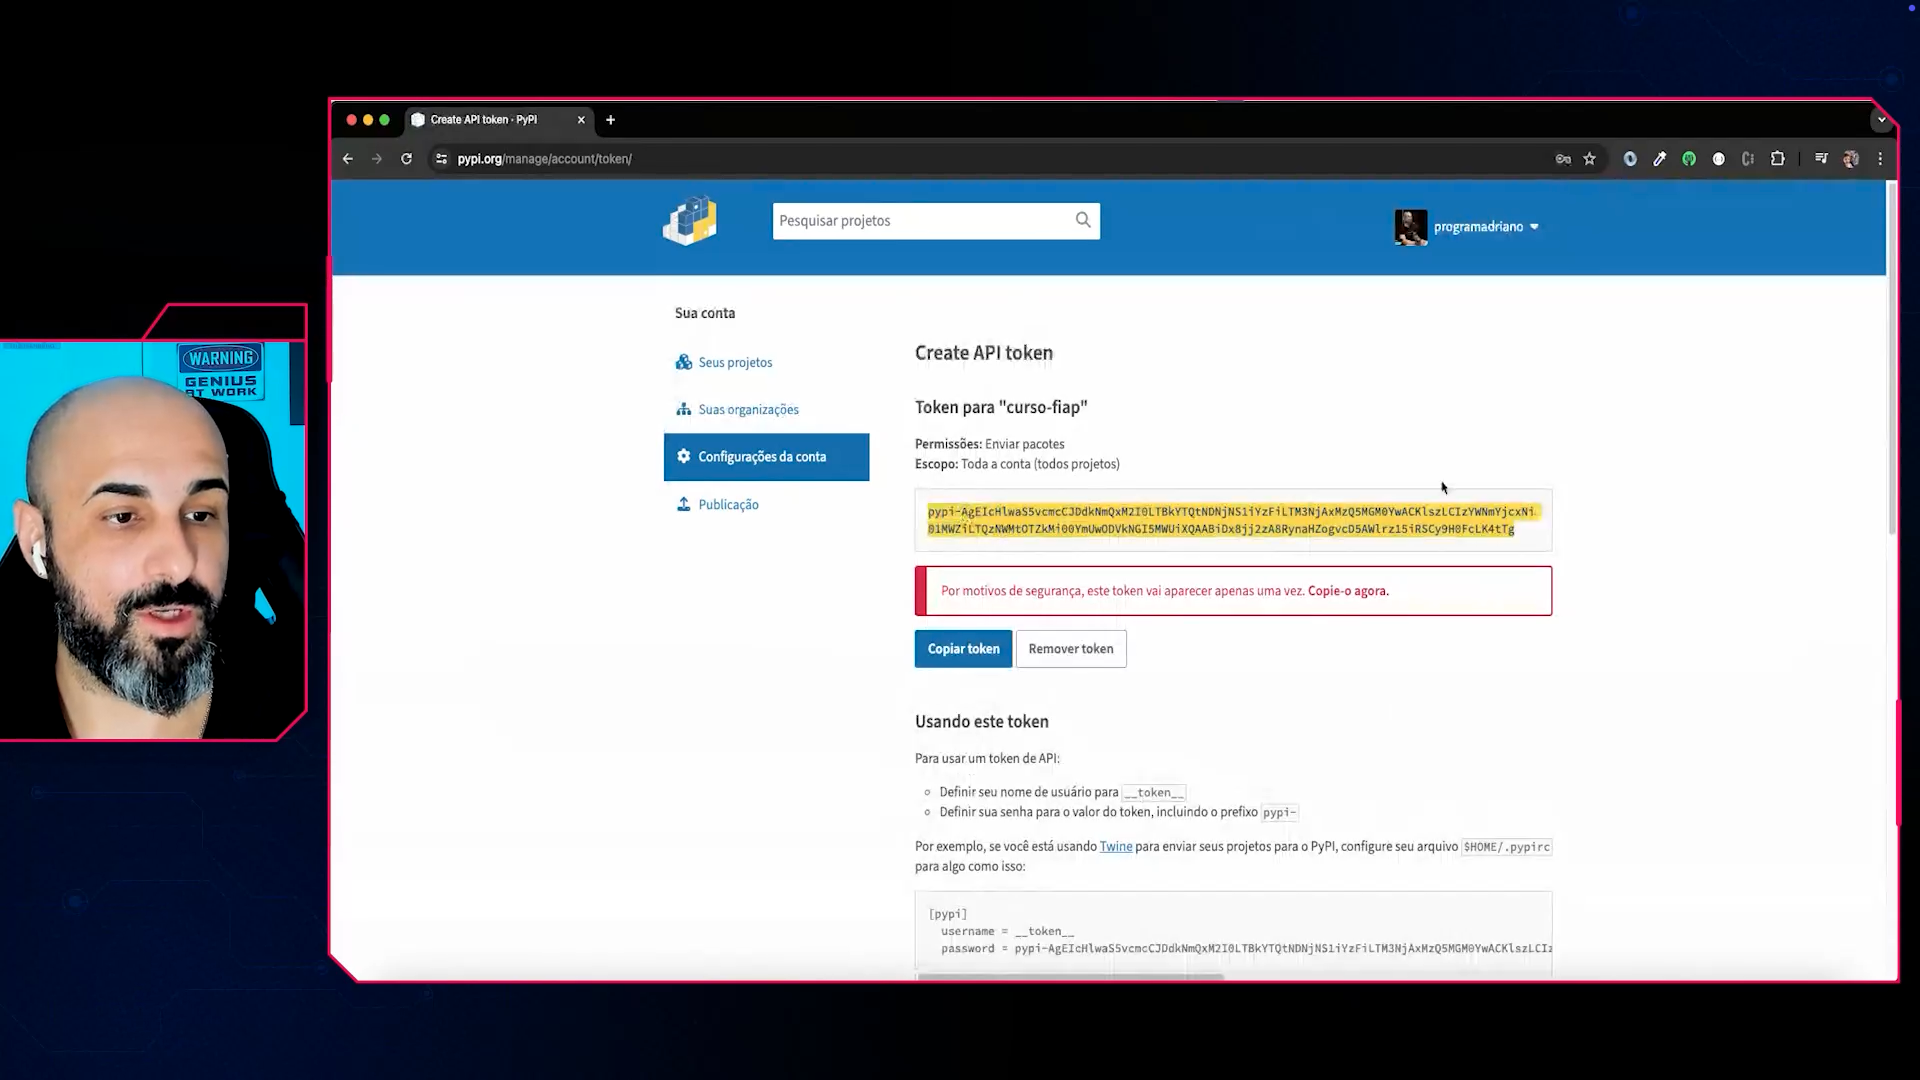 WARNING
GENIUS
AT WORK
Create API token · PyPI
pypi.org/manage/account/token/
Pesquisar projetos
programadriano
Sua conta
Seus projetos
Suas organizações
Configurações da conta
Publicação
Create API token
Token para "curso-fiap"
Permissões: Enviar pacotes
Escopo: Toda a conta (todos projetos)
Por motivos de segurança, este token vai aparecer apenas uma vez. Copie-o agora.
Copiar token
Remover token
Usando este token
Para usar um token de API:
Definir seu nome de usuário para __token__
Definir sua senha para o valor do token, incluindo o prefixo pypi-
Por exemplo, se você está usando Twine para enviar seus projetos para o PyPI, configure seu arquivo $HOME/.pypirc
para algo como isso:
[pypi]
username = __token__
password =